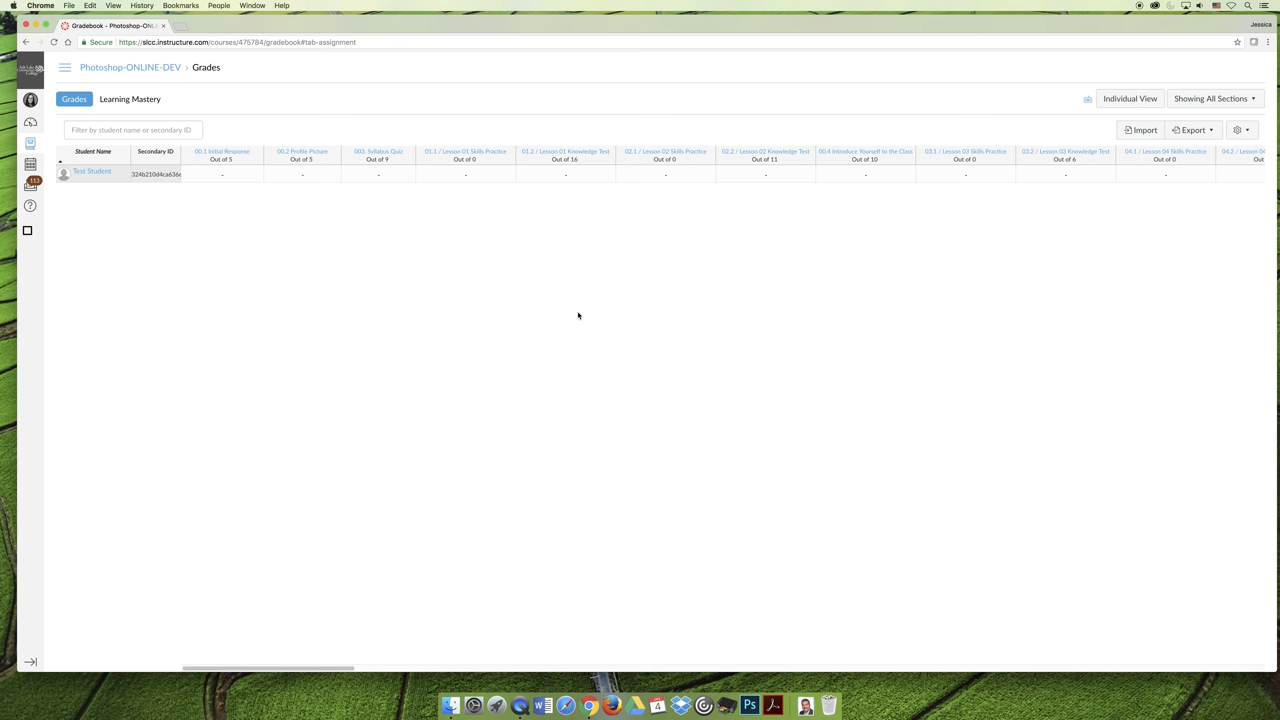 Chrome File Edit View History Bookmarks People Window Help
Gradebook - Photoshop-ONL
Jessica
Secure https://slcc.instructure.com/courses/475784/gradebook#tab-assignment
Photoshop-ONLINE-DEV › Grades
Grades Learning Mastery Individual View Showing All Sections
Filter by student name or secondary ID Import Export
Student Name Secondary ID 00.1 Initial Response 00.2 Profile Picture 003. Syllabus Quiz 01.1 / Lesson 01 Skills Practice 01.2 / Lesson 01 Knowledge Test 02.1 / Lesson 02 Skills Practice 02.2 / Lesson 02 Knowledge Test 00.4 Introduce Yourself to the Class 03.1 / Lesson 03 Skills Practice 03.2 / Lesson 03 Knowledge Test 04.1 / Lesson 04 Skills Practice 04.2 / Lesson 04
Out of 5 Out of 5 Out of 9 Out of 0 Out of 16 Out of 0 Out of 11 Out of 10 Out of 0 Out of 6 Out of 0 Out
Test Student 324b210d4ca636e - - - - - - - - - - -
113
4
Ps